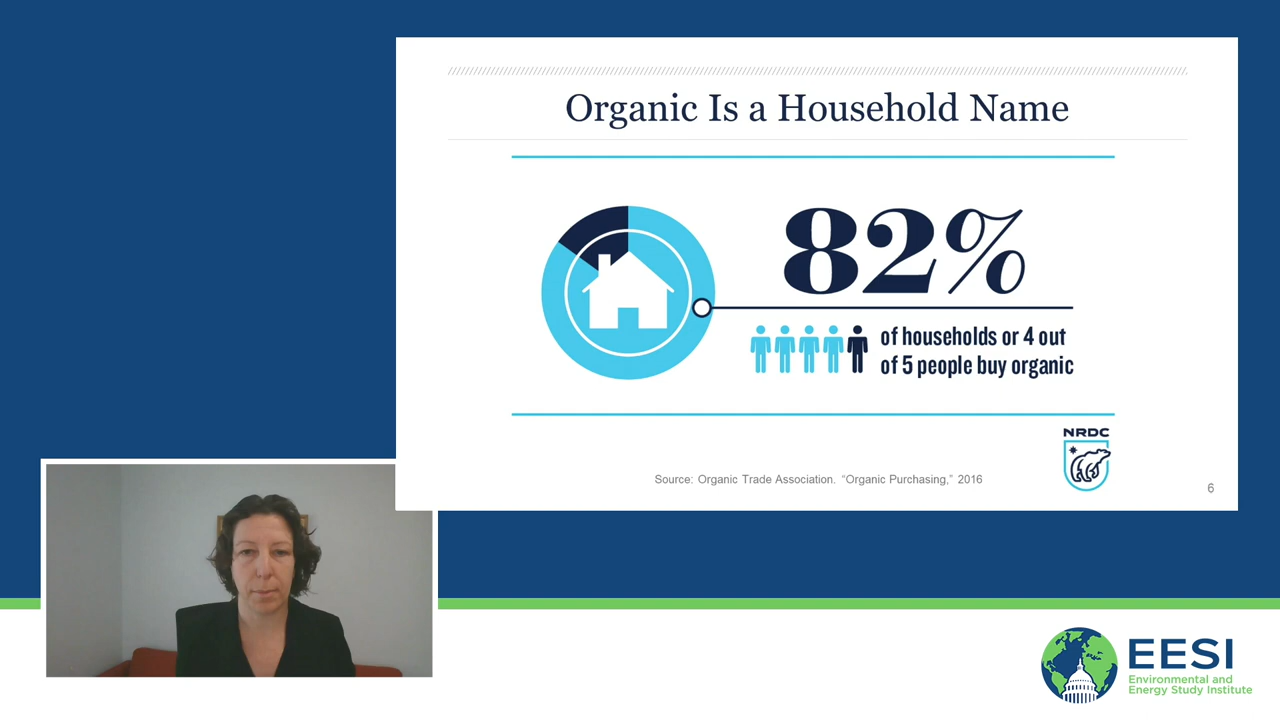 Organic Is a Household Name
82%
of households or 4 out
of 5 people buy organic
NRDC
Source: Organic Trade Association. “Organic Purchasing,” 2016
6
EESI
Environmental and
Energy Study Institute